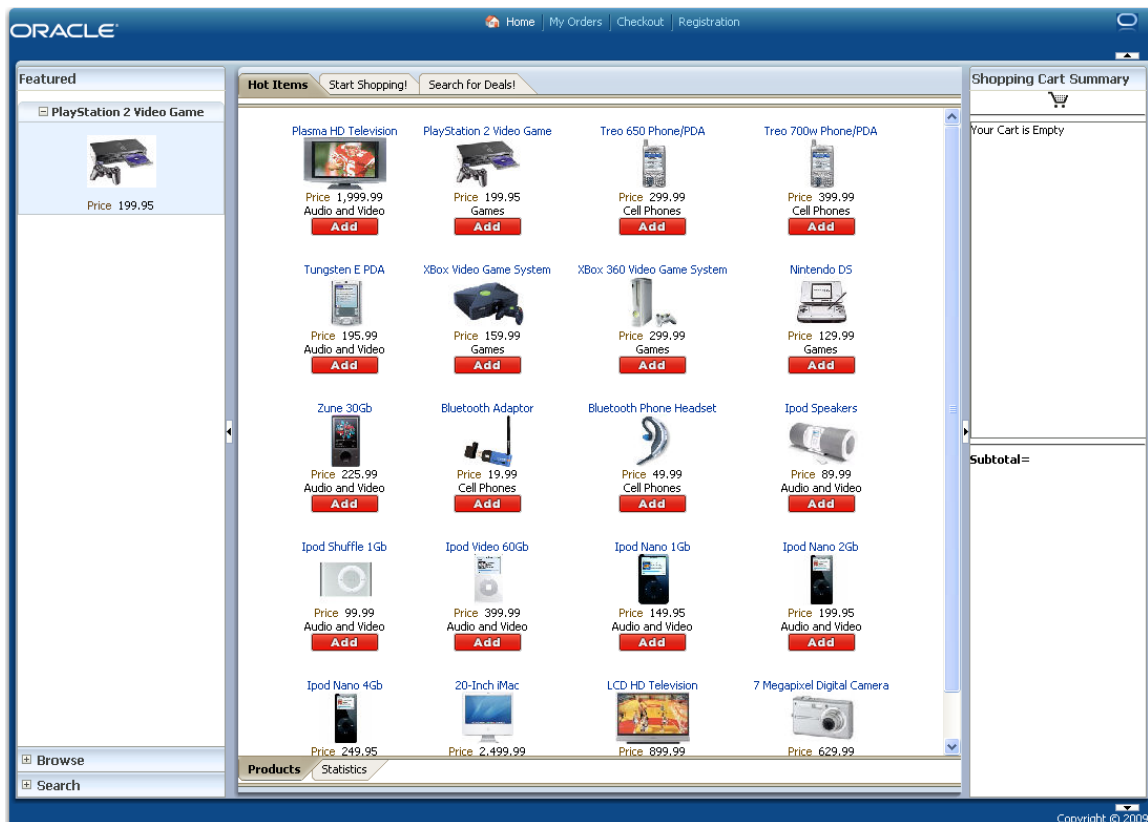 ORACLE
Home
My Orders
Checkout
Registration
Featured
PlayStation 2 Video Game
Price 199.95
Browse
Search
Hot Items
Start Shopping!
Search for Deals!
Plasma HD Television
Price 1,999.99
Audio and Video
Add
PlayStation 2 Video Game
Price 199.95
Games
Add
Treo 650 Phone/PDA
Price 299.99
Cell Phones
Add
Treo 700w Phone/PDA
Price 399.99
Cell Phones
Add
Tungsten E PDA
Price 195.99
Audio and Video
Add
XBox Video Game System
Price 159.99
Games
Add
XBox 360 Video Game System
Price 299.99
Games
Add
Nintendo DS
Price 129.99
Games
Add
Zune 30Gb
Price 225.99
Audio and Video
Add
Bluetooth Adaptor
Price 19.99
Cell Phones
Add
Bluetooth Phone Headset
Price 49.99
Cell Phones
Add
Ipod Speakers
Price 89.99
Audio and Video
Add
Ipod Shuffle 1Gb
Price 99.99
Audio and Video
Add
Ipod Video 60Gb
Price 399.99
Audio and Video
Add
Ipod Nano 1Gb
Price 149.95
Audio and Video
Add
Ipod Nano 2Gb
Price 199.95
Audio and Video
Add
Ipod Nano 4Gb
Price 249.95
20-Inch iMac
Price 2,499.99
LCD HD Television
Price 899.99
7 Megapixel Digital Camera
Price 629.99
Products
Statistics
Shopping Cart Summary
Your Cart is Empty
Subtotal=
Copyright © 2009